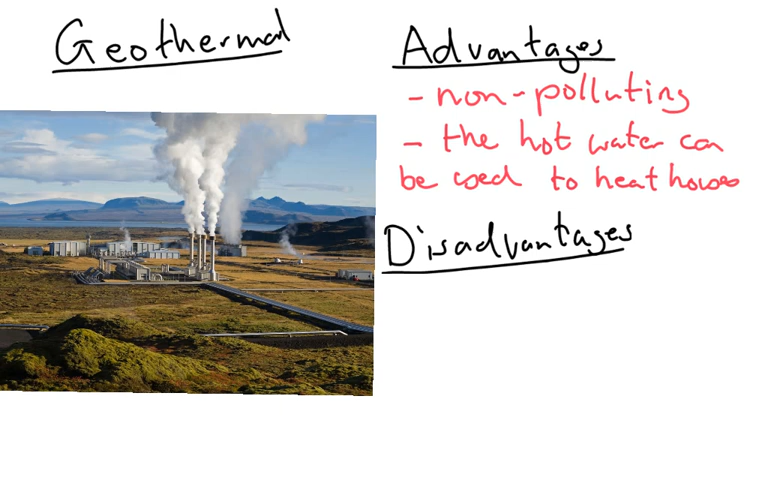 Geothermal
Advantages
- non-polluting
- the hot water can
be used to heat houses
Disadvantages